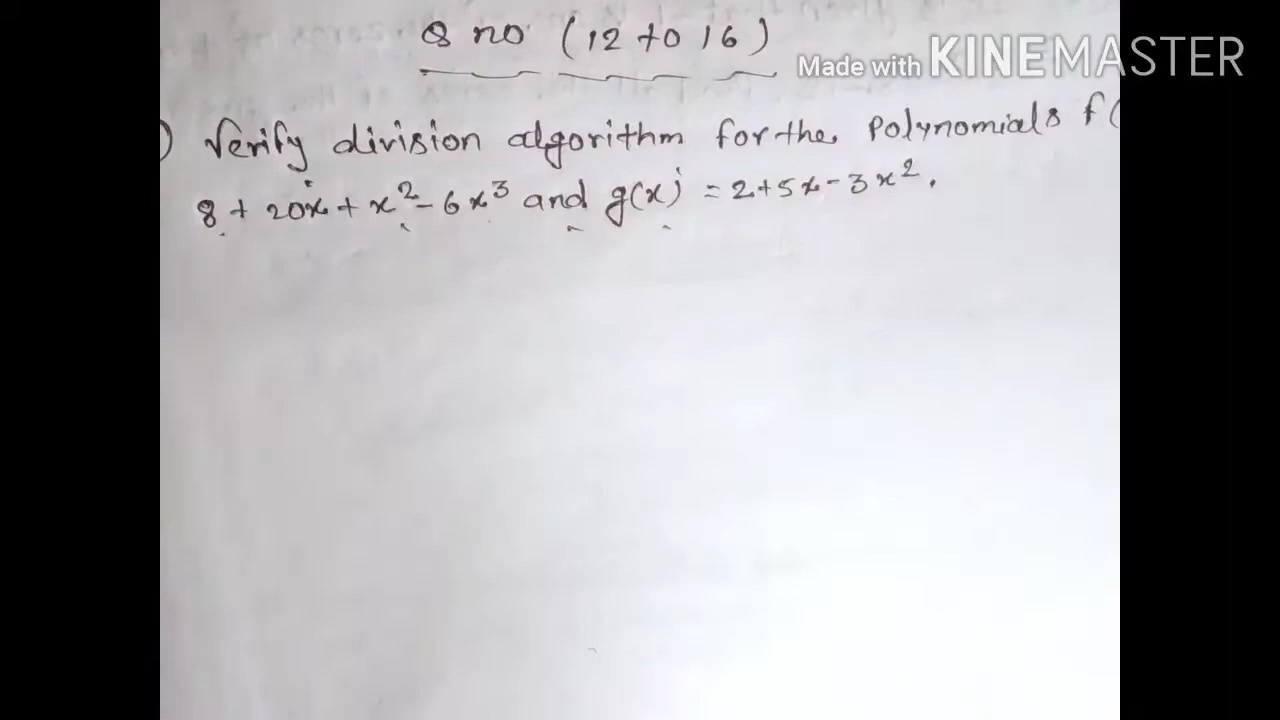 Q no (12 to 16)
Made with KINEMASTER
) Verify division algorithm for the polynomials f(
8 + 20x + x² - 6x³ and g(x) = 2+5x-3x².